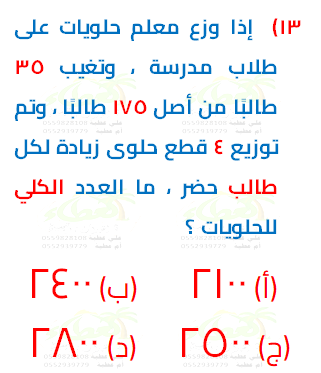 ١٣) إذا وزع معلم حلويات على
طلاب مدرسة ، وتغيب ٣٥
طالبًا من أصل ١٧٥ طالبًا ، وتم
توزيع ٤ قطع حلوى زيادة لكل
طالب حضر ، ما العدد الكلي
للحلويات ؟
(أ) ٢١٠٠ (ب) ٢٤٠٠
(ج) ٢٥٠٠ (د) ٢٨٠٠